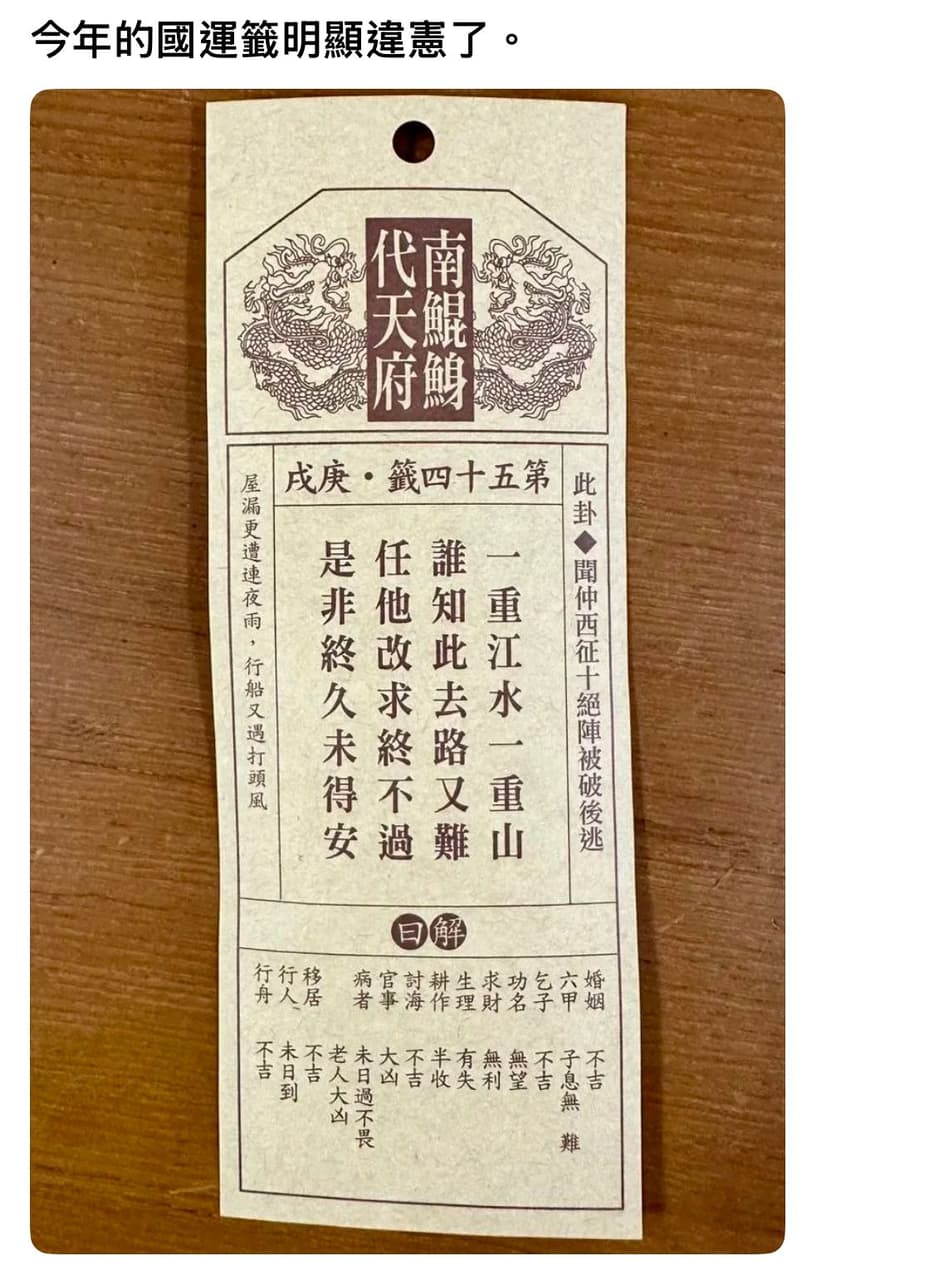 今年的國運籤明顯違憲了。
南鯤鯓
代天府
第五十四籤・庚戌
此卦◆聞仲西征十絕陣被破後逃
一重江水一重山
誰知此去路又難
任他改求終不過
是非終久未得安
屋漏更遭連夜雨，行船又遇打頭風
解曰
婚姻 不吉
六甲 子息無 難
乞子 不吉
功名 無望
求財 無利
生理 有失
耕作 半收
討海 不吉
官事 大凶
病者 未日過不畏
老人大凶
移居 不吉
行人 未日到
行舟 不吉